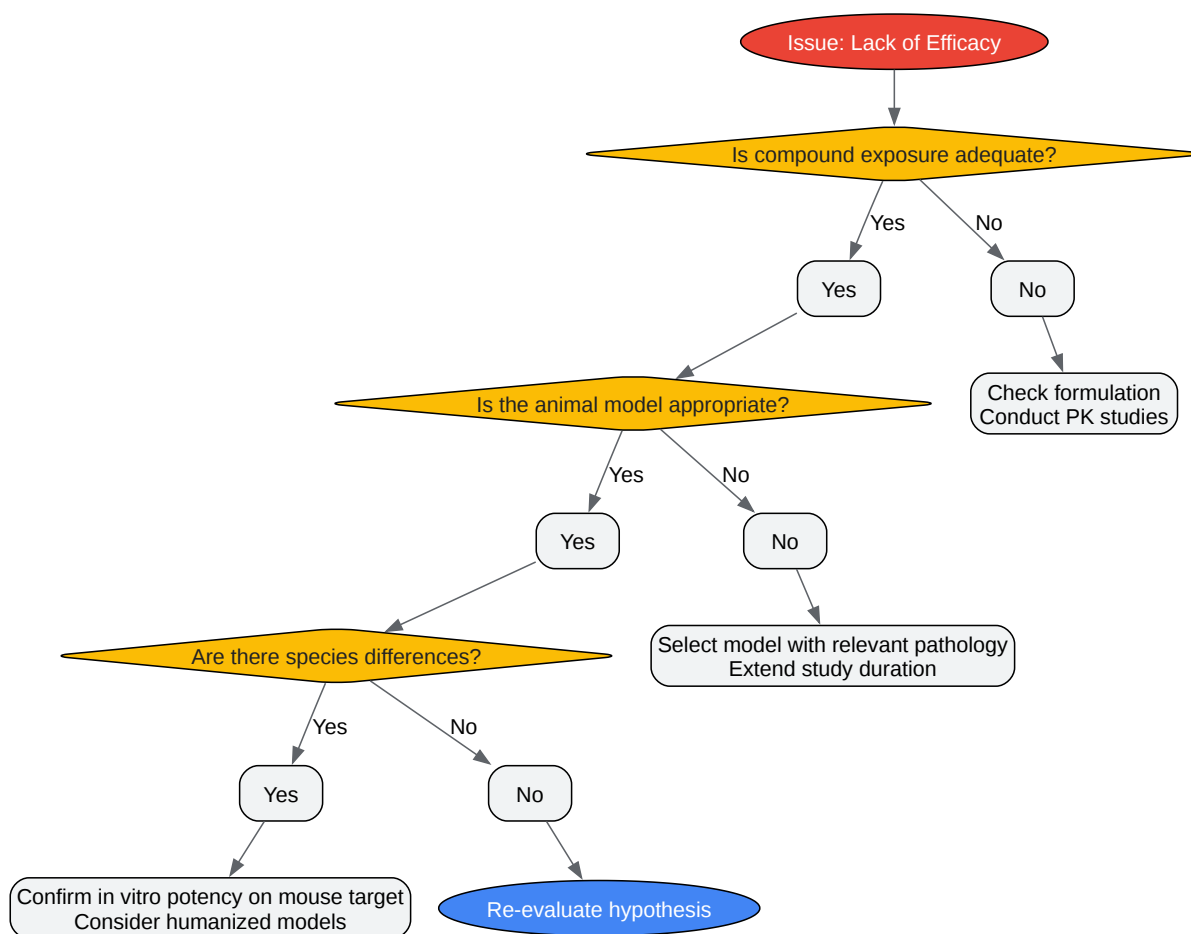 Issue: Lack of Efficacy
Is compound exposure adequate?
Yes
No
Yes
No
Check formulation
Conduct PK studies
Is the animal model appropriate?
Yes
No
Yes
No
Select model with relevant pathology
Extend study duration
Are there species differences?
Yes
No
Yes
No
Confirm in vitro potency on mouse target
Consider humanized models
Re-evaluate hypothesis